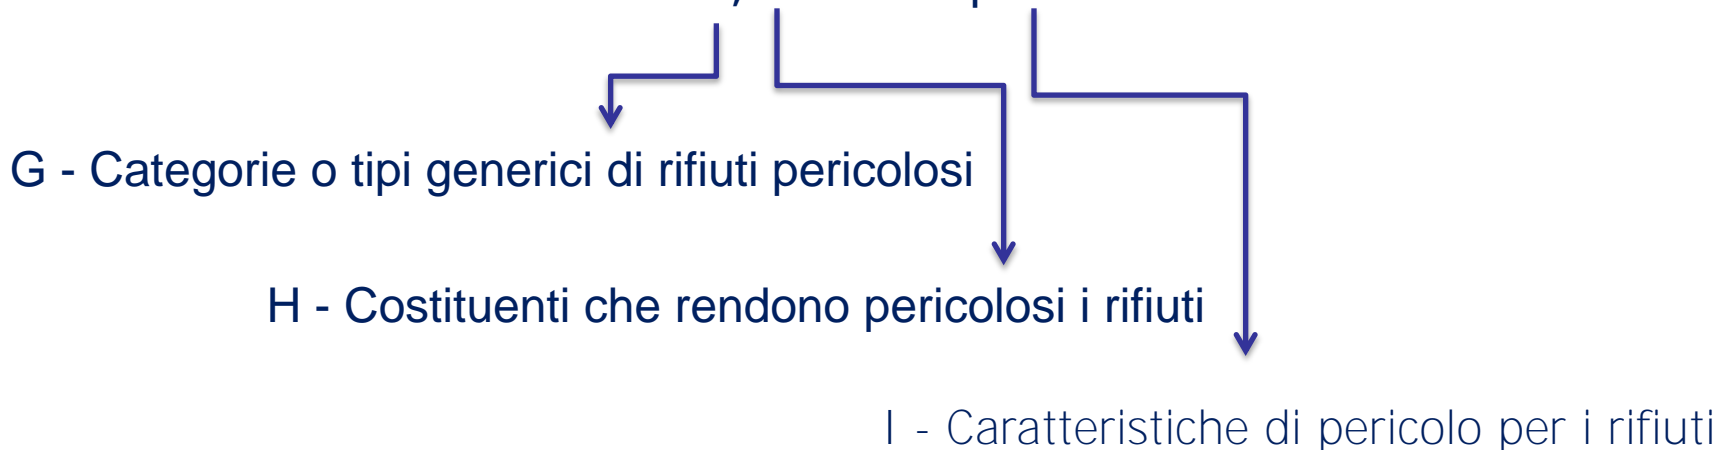 G - Categorie o tipi generici di rifiuti pericolosi
H - Costituenti che rendono pericolosi i rifiuti
I - Caratteristiche di pericolo per i rifiuti